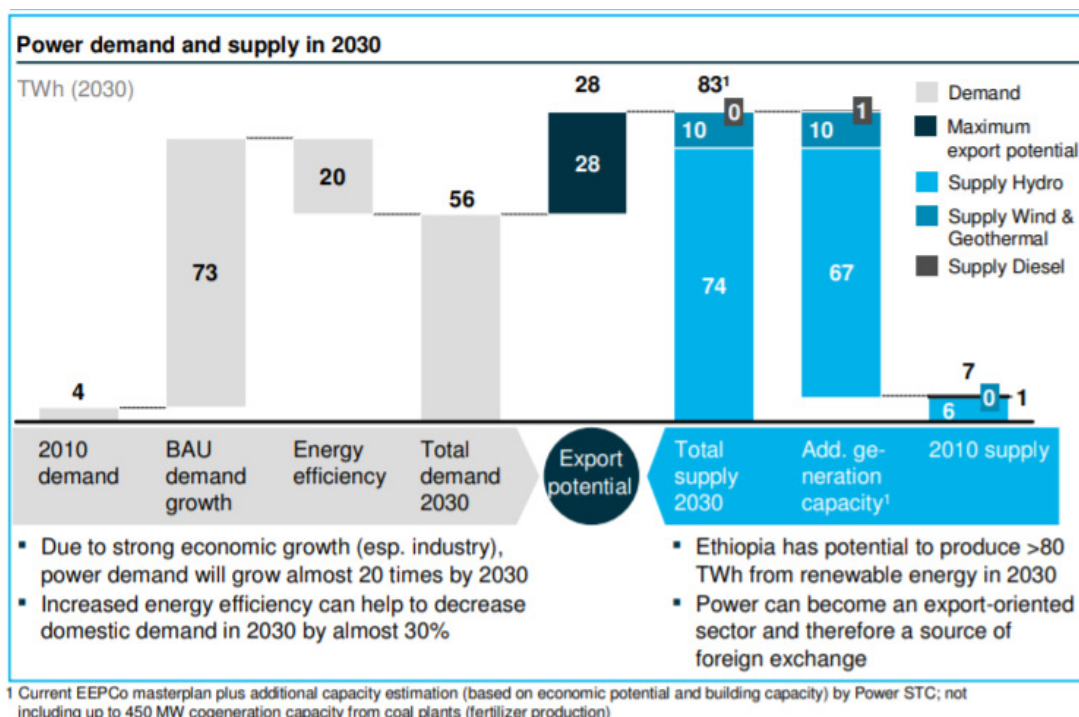 Power demand and supply in 2030
TWh (2030)
28
83¹
0
1
10
10
20
56
28
73
74
67
4
7
0
1
6
Demand
Maximum
export potential
Supply Hydro
Supply Wind &
Geothermal
Supply Diesel
2010
demand
BAU
demand
growth
Energy
efficiency
Total
demand
2030
Export
potential
Total
supply
2030
Add. ge-
neration
capacity¹
2010 supply
▪ Due to strong economic growth (esp. industry),
power demand will grow almost 20 times by 2030
▪ Increased energy efficiency can help to decrease
domestic demand in 2030 by almost 30%
▪ Ethiopia has potential to produce >80
TWh from renewable energy in 2030
▪ Power can become an export-oriented
sector and therefore a source of
foreign exchange
1 Current EEPCo masterplan plus additional capacity estimation (based on economic potential and building capacity) by Power STC; not
including up to 450 MW cogeneration capacity from coal plants (fertilizer production)